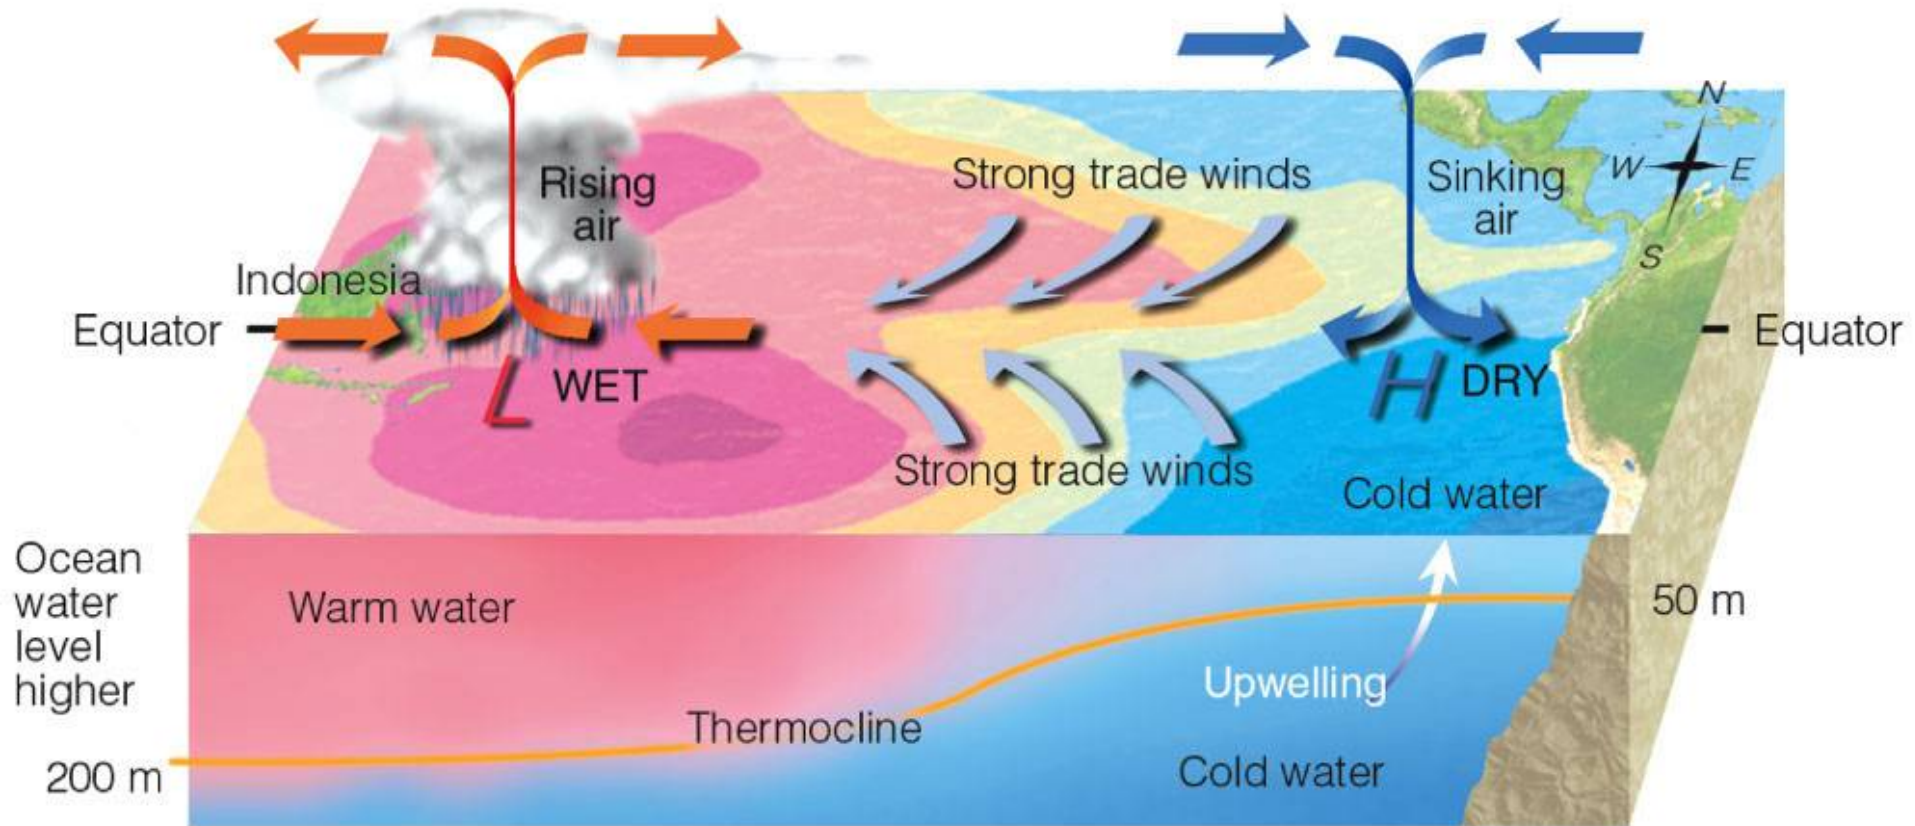 N
Rising
air
Strong trade winds
Sinking
air
W
E
S
Indonesia
Equator
Equator
L
WET
H
DRY
Strong trade winds
Cold water
Ocean
water
level
higher
Warm water
50 m
Upwelling
Thermocline
200 m
Cold water